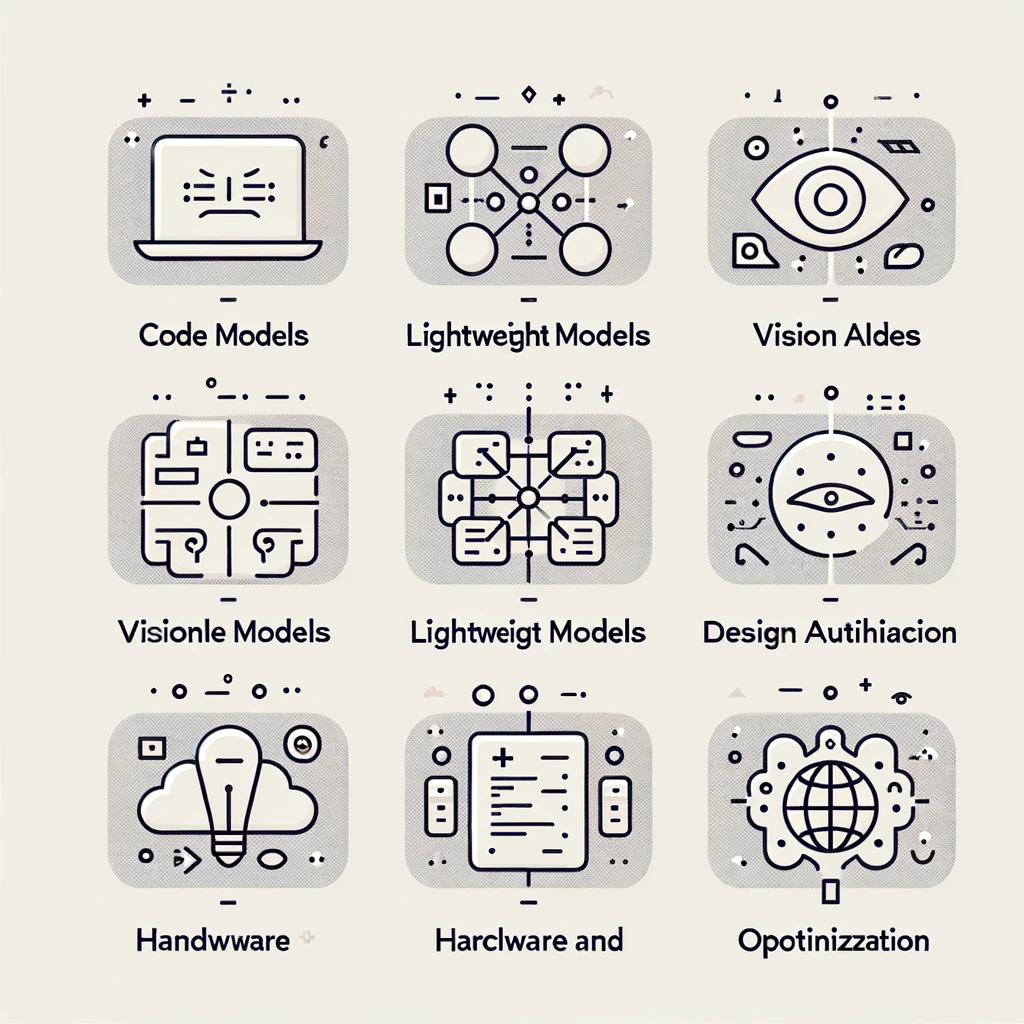 Code Models
Lightweight Models
Vision Aldes
Visionle Models
Lightweigt Models
Design Autihiacion
Handwware
Harclware and
Opotinizzation